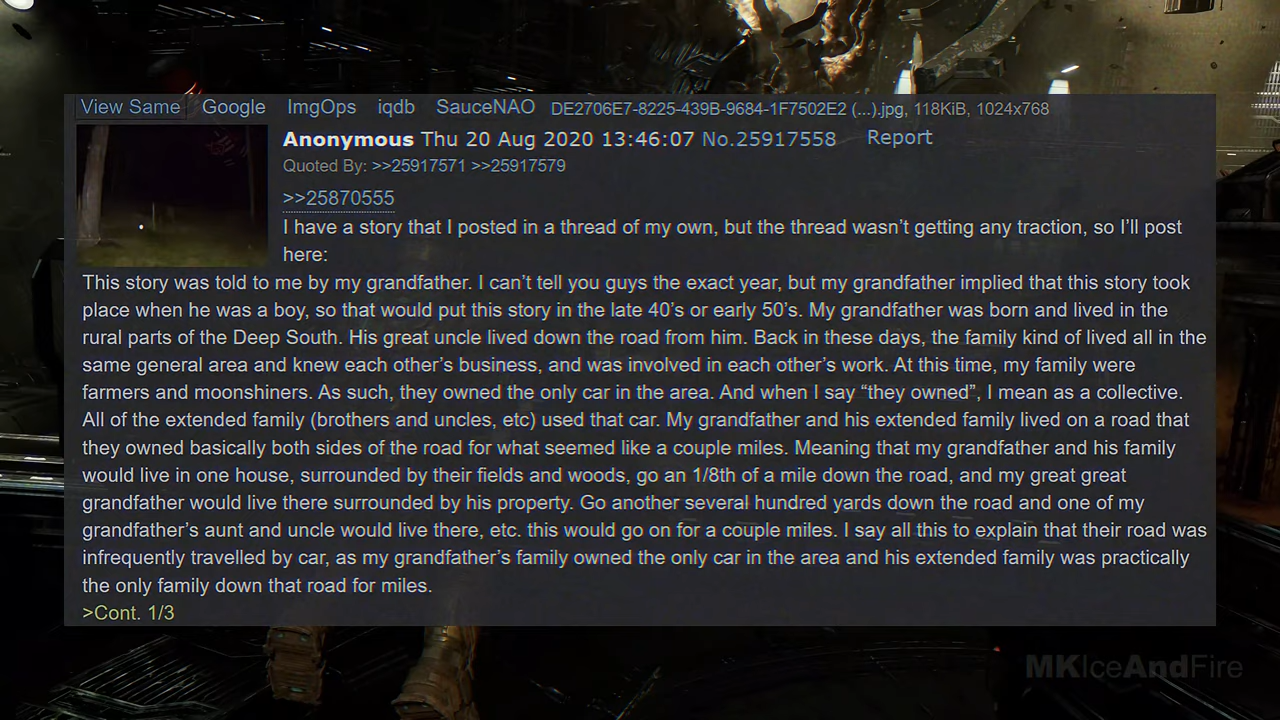 View Same Google ImgOps iqdb SauceNAO DE2706E7-8225-439B-9684-1F7502E2 (...).jpg, 118KiB, 1024x768
Anonymous Thu 20 Aug 2020 13:46:07 No.25917558 Report
Quoted By: >>25917571 >>25917579
>>25870555
I have a story that I posted in a thread of my own, but the thread wasn’t getting any traction, so I’ll post
here:
This story was told to me by my grandfather. I can’t tell you guys the exact year, but my grandfather implied that this story took
place when he was a boy, so that would put this story in the late 40’s or early 50’s. My grandfather was born and lived in the
rural parts of the Deep South. His great uncle lived down the road from him. Back in these days, the family kind of lived all in the
same general area and knew each other’s business, and was involved in each other’s work. At this time, my family were
farmers and moonshiners. As such, they owned the only car in the area. And when I say “they owned”, I mean as a collective.
All of the extended family (brothers and uncles, etc) used that car. My grandfather and his extended family lived on a road that
they owned basically both sides of the road for what seemed like a couple miles. Meaning that my grandfather and his family
would live in one house, surrounded by their fields and woods, go an 1/8th of a mile down the road, and my great great
grandfather would live there surrounded by his property. Go another several hundred yards down the road and one of my
grandfather’s aunt and uncle would live there, etc. this would go on for a couple miles. I say all this to explain that their road was
infrequently travelled by car, as my grandfather’s family owned the only car in the area and his extended family was practically
the only family down that road for miles.
>Cont. 1/3
MKIceAndFire